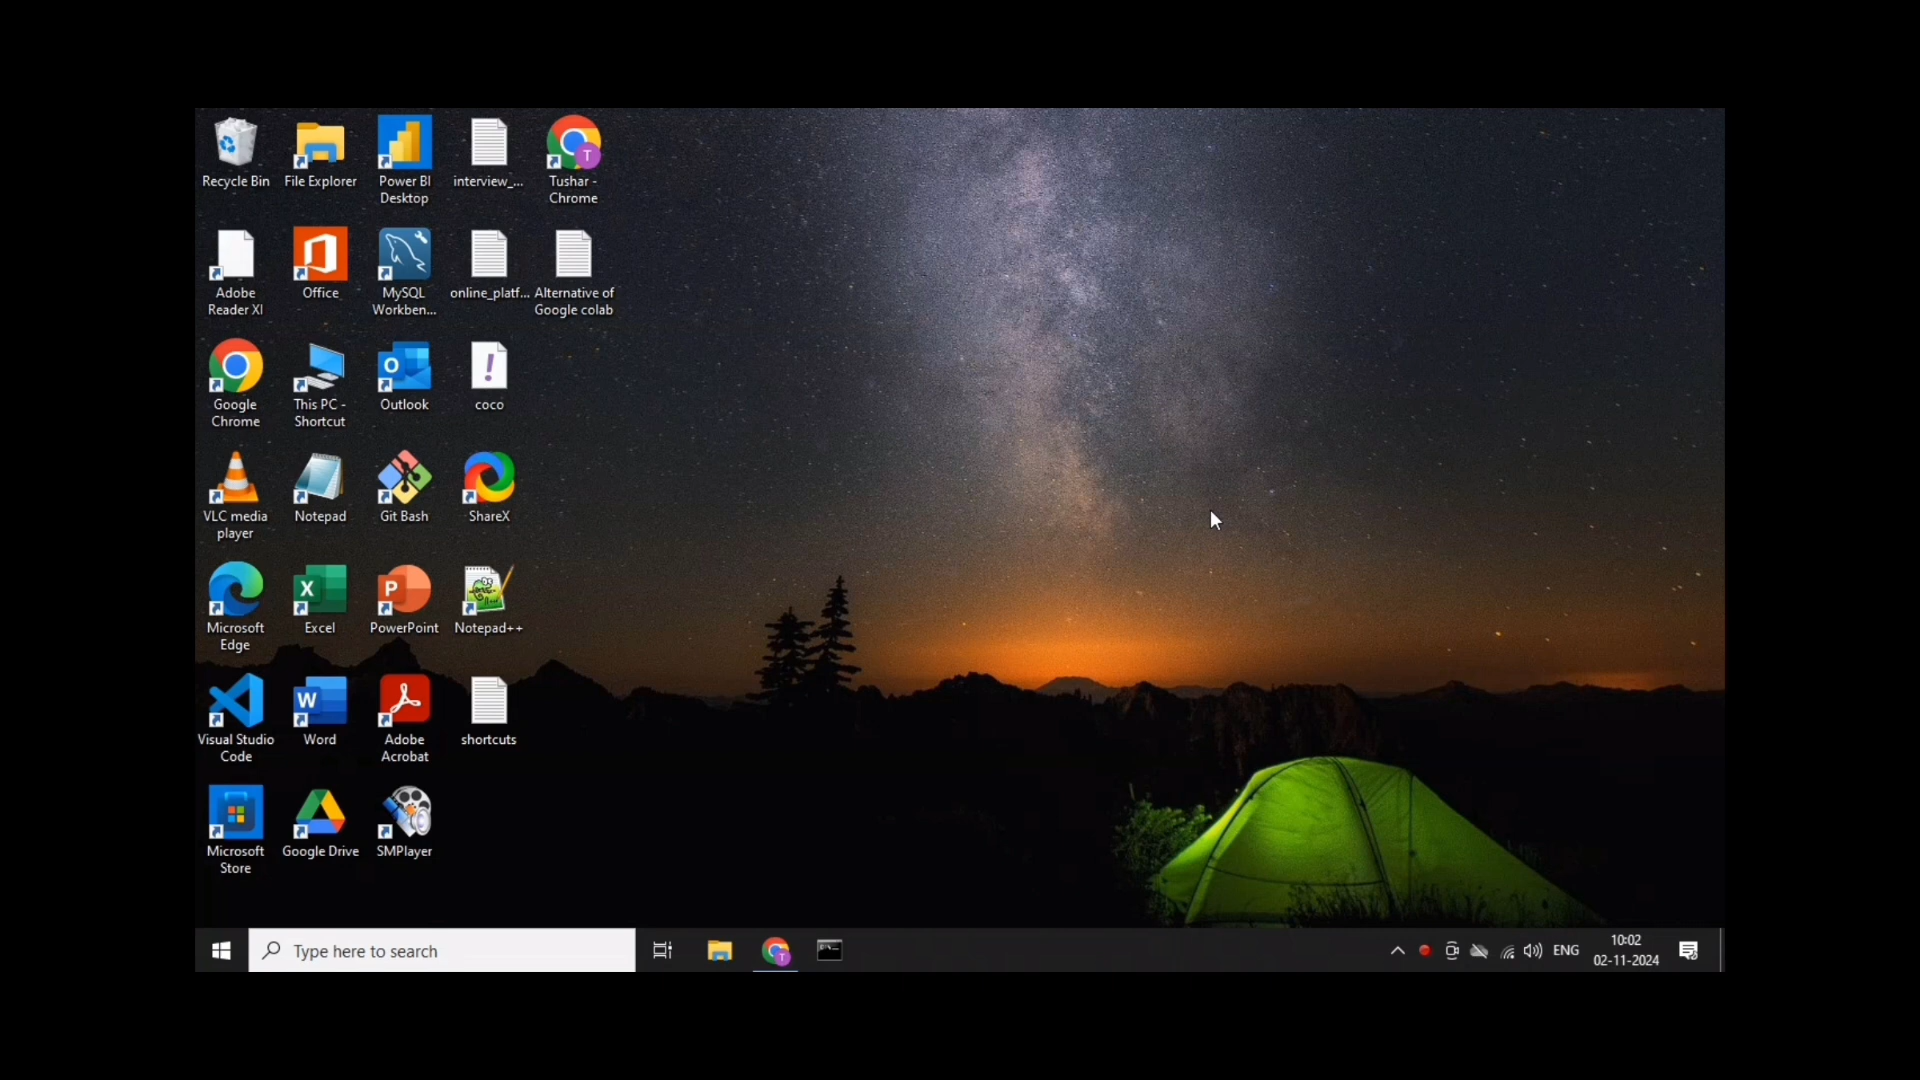 Recycle Bin
File Explorer
Power BI
Desktop
interview_...
Tushar -
Chrome
Adobe
Reader XI
Office
MySQL
Workben...
online_platf...
Alternative of
Google colab
Google
Chrome
This PC -
Shortcut
Outlook
coco
VLC media
player
Notepad
Git Bash
ShareX
Microsoft
Edge
Excel
PowerPoint
Notepad++
Visual Studio
Code
Word
Adobe
Acrobat
shortcuts
Microsoft
Store
Google Drive
SMPlayer
Type here to search
ENG
10:02
02-11-2024